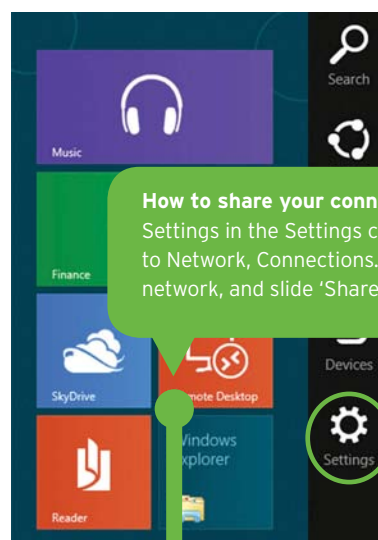 Search
Music
How to share your conn
Settings in the Settings c
to Network, Connections.
network, and slide ‘Share
Finance
Devices
SkyDrive
mote Desktop
Windows
xplorer
Settings
Reader